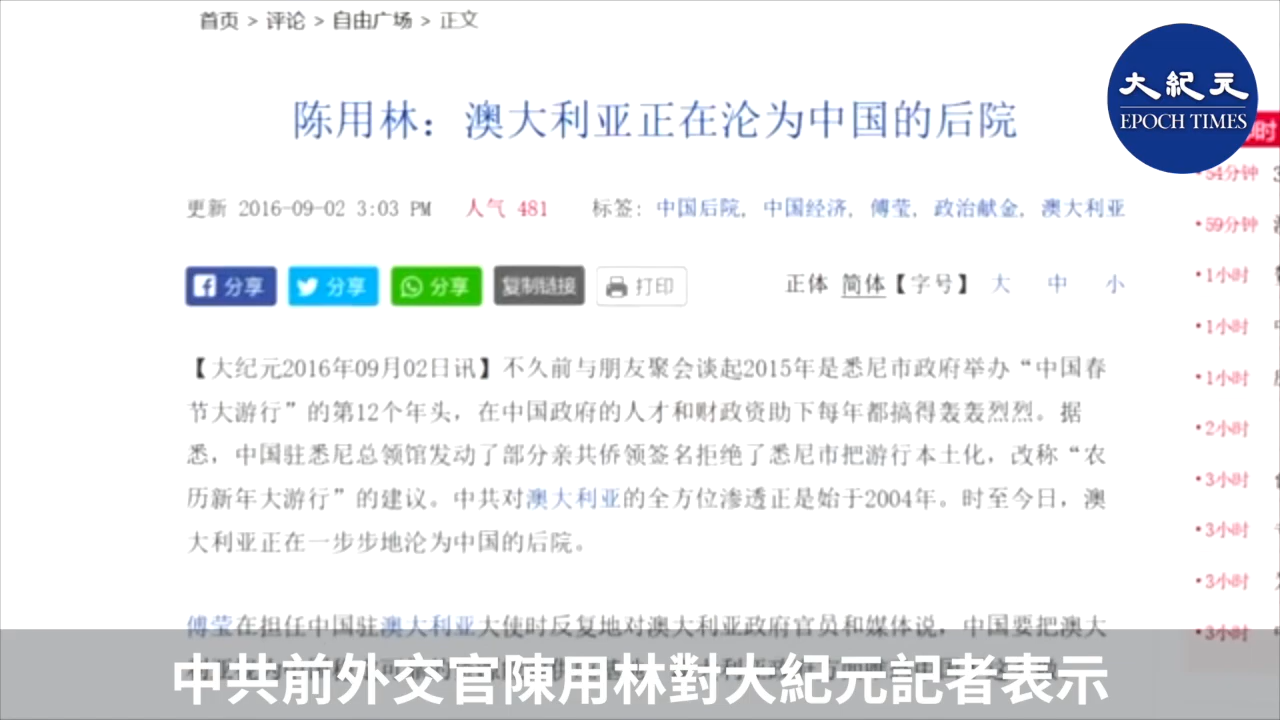 首页 > 评论 > 自由广场 > 正文
大紀元
EPOCH TIMES
陈用林：澳大利亚正在沦为中国的后院
更新 2016-09-02 3:03 PM 人气 481 标签: 中国后院, 中国经济, 傅莹, 政治献金, 澳大利亚
分享 分享 分享 复制链接 打印 正体 简体【字号】 大 中 小
【大纪元2016年09月02日讯】不久前与朋友聚会谈起2015年是悉尼市政府举办“中国春
节大游行”的第12个年头，在中国政府的人才和财政资助下每年都搞得轰轰烈烈。据
悉，中国驻悉尼总领馆发动了部分亲共侨领签名拒绝了悉尼市把游行本土化，改称“农
历新年大游行”的建议。中共对澳大利亚的全方位渗透正是始于2004年。时至今日，澳
大利亚正在一步步地沦为中国的后院。
傅莹在担任中国驻澳大利亚大使时反复地对澳大利亚政府官员和媒体说，中国要把澳大
54分钟
59分钟
1小时
1小时
1小时
2小时
3小时
3小时
3小时
3小时
中共前外交官陳用林對大紀元記者表示